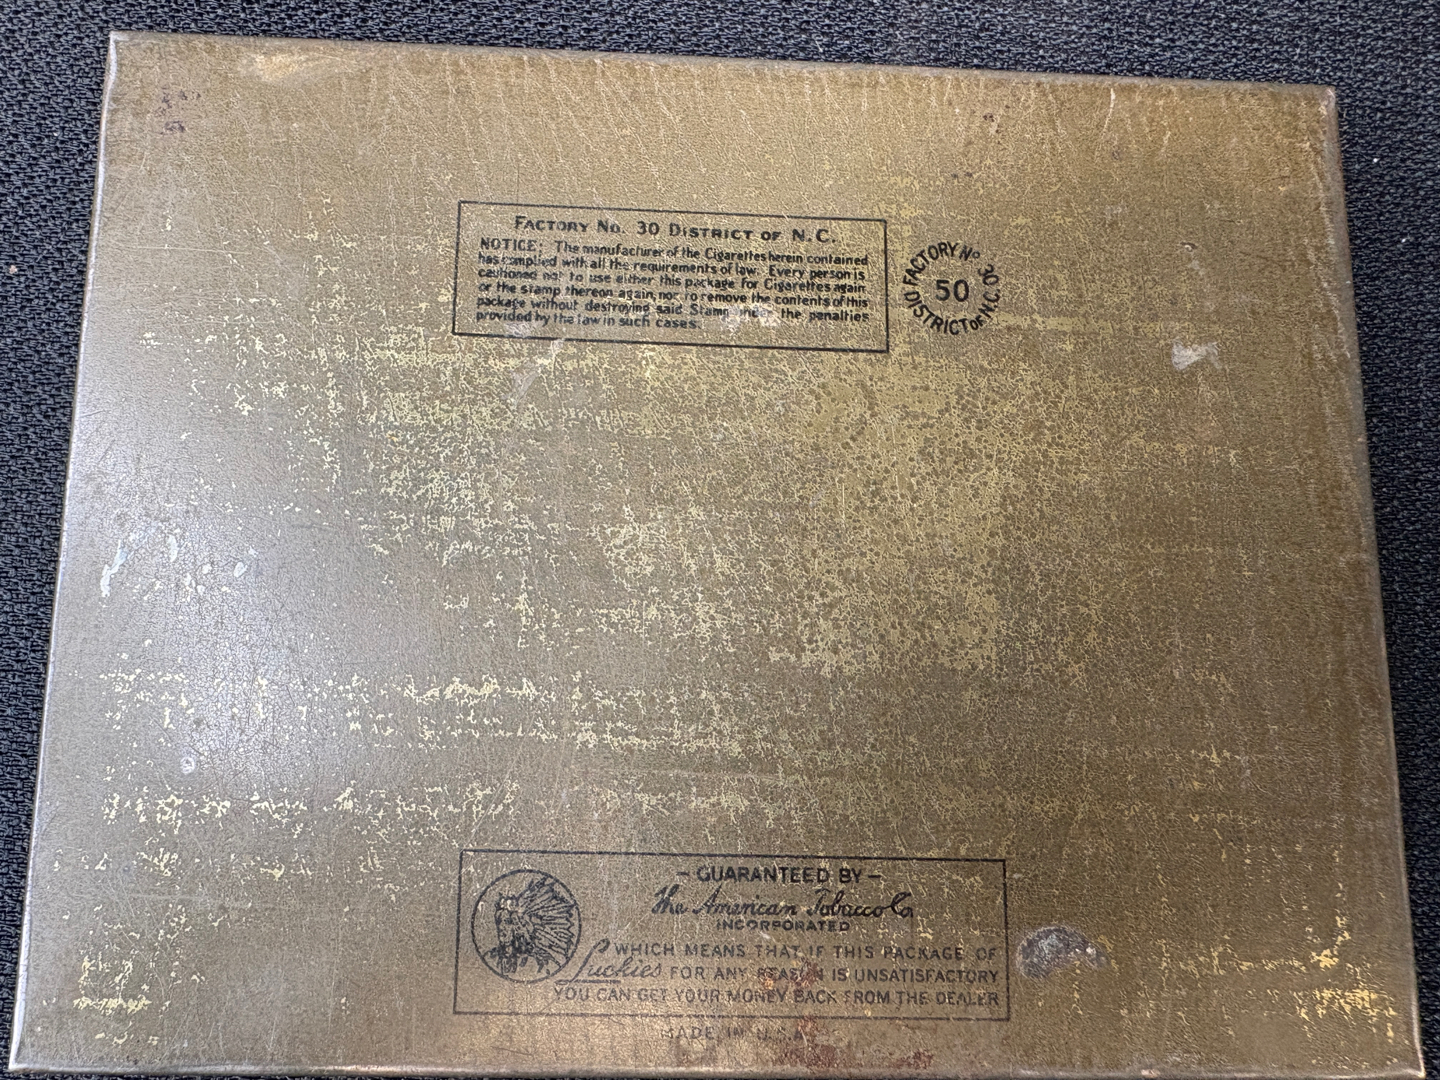 FACTORY No. 30 DISTRICT OF N.C.
NOTICE: The manufacturer of the Cigarettes herein contained
has complied with all the requirements of law. Every person is
cautioned not to use either this package for Cigarettes again
or the stamp thereon again, nor to remove the contents of this
package without destroying said Stamp under the penalties
provided by the law in such cases.
FACTORY No 30
50
DISTRICT OF N.C.
- GUARANTEED BY -
The American Tobacco Co
INCORPORATED
WHICH MEANS THAT IF THIS PACKAGE OF
Luckies FOR ANY REASON IS UNSATISFACTORY
YOU CAN GET YOUR MONEY BACK FROM THE DEALER
MADE IN U.S.A.